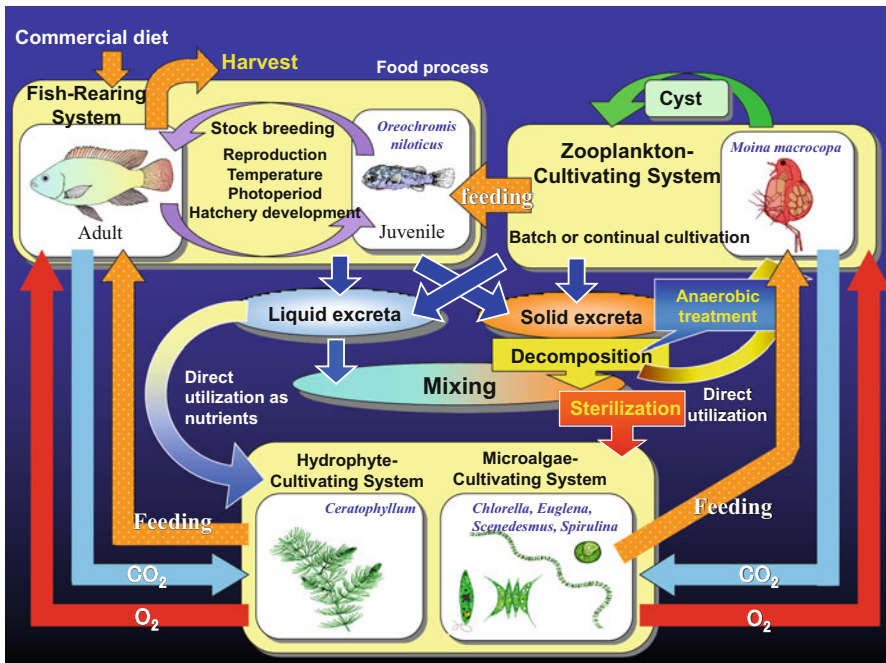 Commercial diet
Harvest
Food process
Fish-Rearing
System
Cyst
Stock breeding
Oreochromis
niloticus
Zooplankton-
Cultivating System
Moina macrocopa
Reproduction
Temperature
Photoperiod
Hatchery development
feeding
Adult
Juvenile
Batch or continual cultivation
Liquid excreta
Solid excreta
Anaerobic
treatment
Decomposition
Mixing
Direct
utilization as
nutrients
Sterilization
Direct
utilization
Hydrophyte-
Cultivating System
Microalgae-
Cultivating System
Ceratophyllum
Chlorella, Euglena,
Scenedesmus, Spirulina
Feeding
Feeding
CO₂
CO₂
O₂
O₂